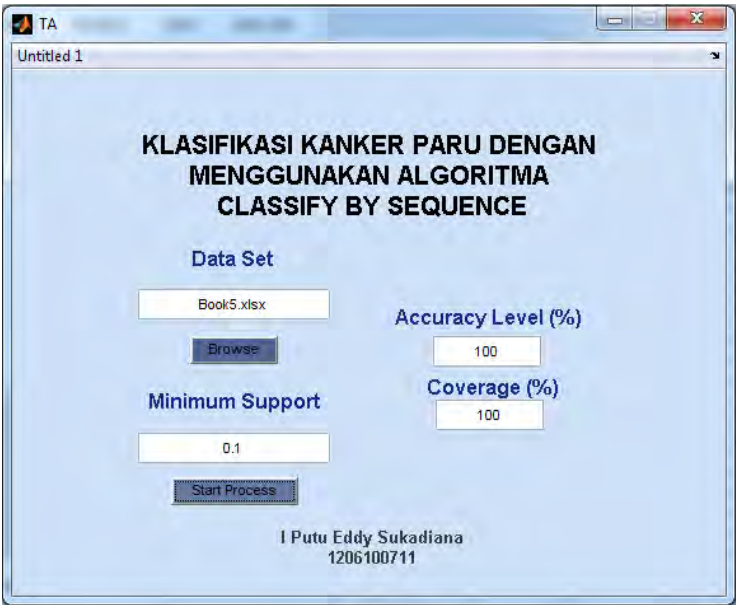 TA
Untitled 1
KLASIFIKASI KANKER PARU DENGAN
MENGGUNAKAN ALGORITMA
CLASSIFY BY SEQUENCE
Data Set
Book5.xlsx
Browse
Minimum Support
0.1
Start Process
Accuracy Level (%)
100
Coverage (%)
100
I Putu Eddy Sukadiana
1206100711